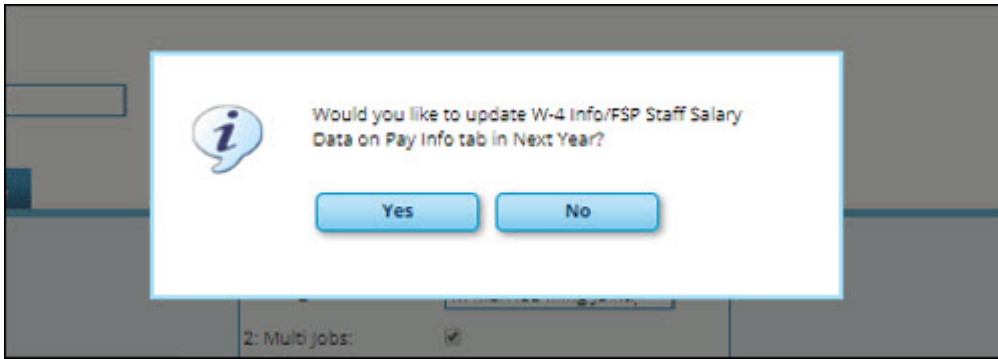 Would you like to update W-4 Info/FSP Staff Salary
Data on Pay Info tab in Next Year?
Yes No
2: Multi Jobs: